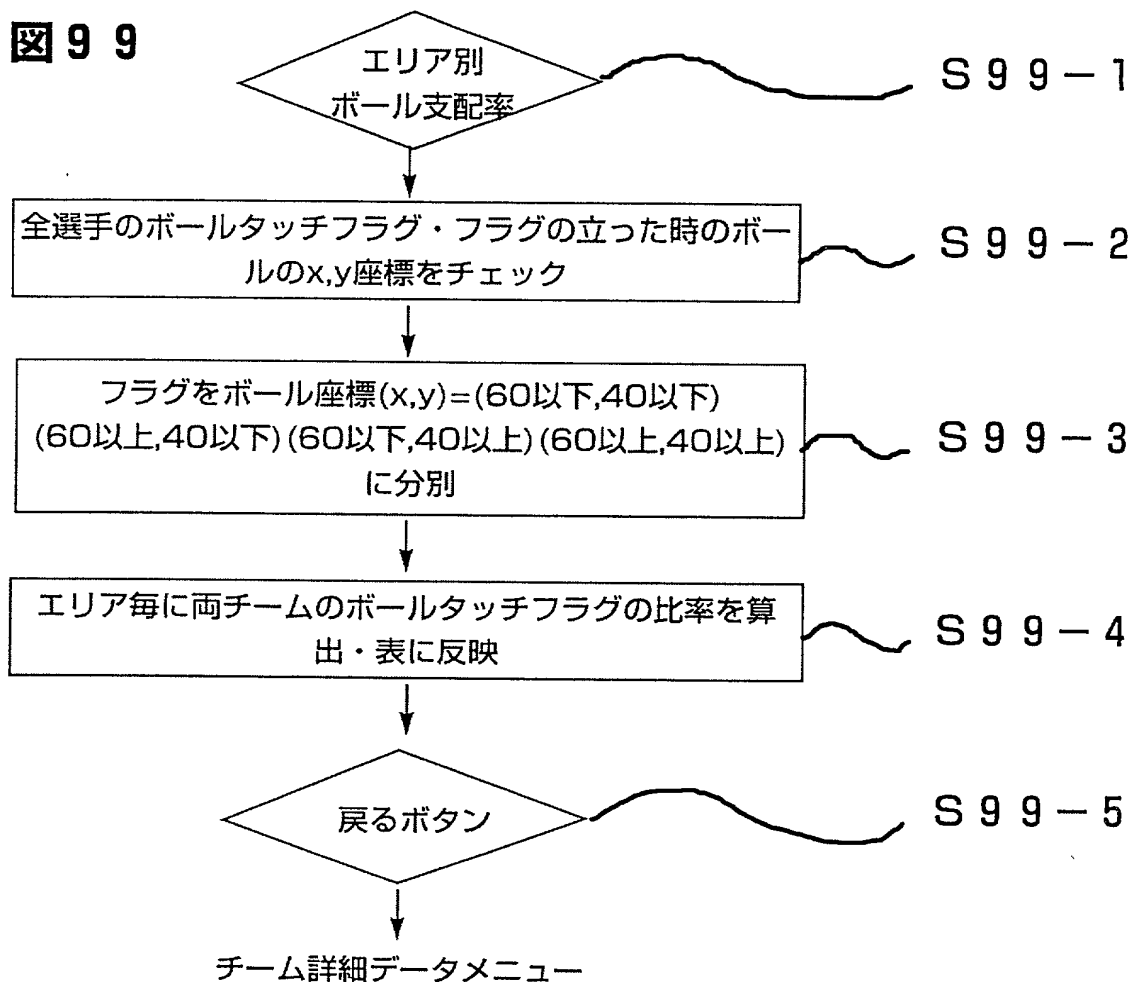 図99
エリア別
ボール支配率
S99-1
全選手のボールタッチフラグ・フラグの立った時のボー
ルのx,y座標をチェック
S99-2
フラグをボール座標(x,y)=(60以下,40以下)
(60以上,40以下)(60以下,40以上)(60以上,40以上)
に分別
S99-3
エリア毎に両チームのボールタッチフラグの比率を算
出・表に反映
S99-4
戻るボタン
S99-5
チーム詳細データメニュー